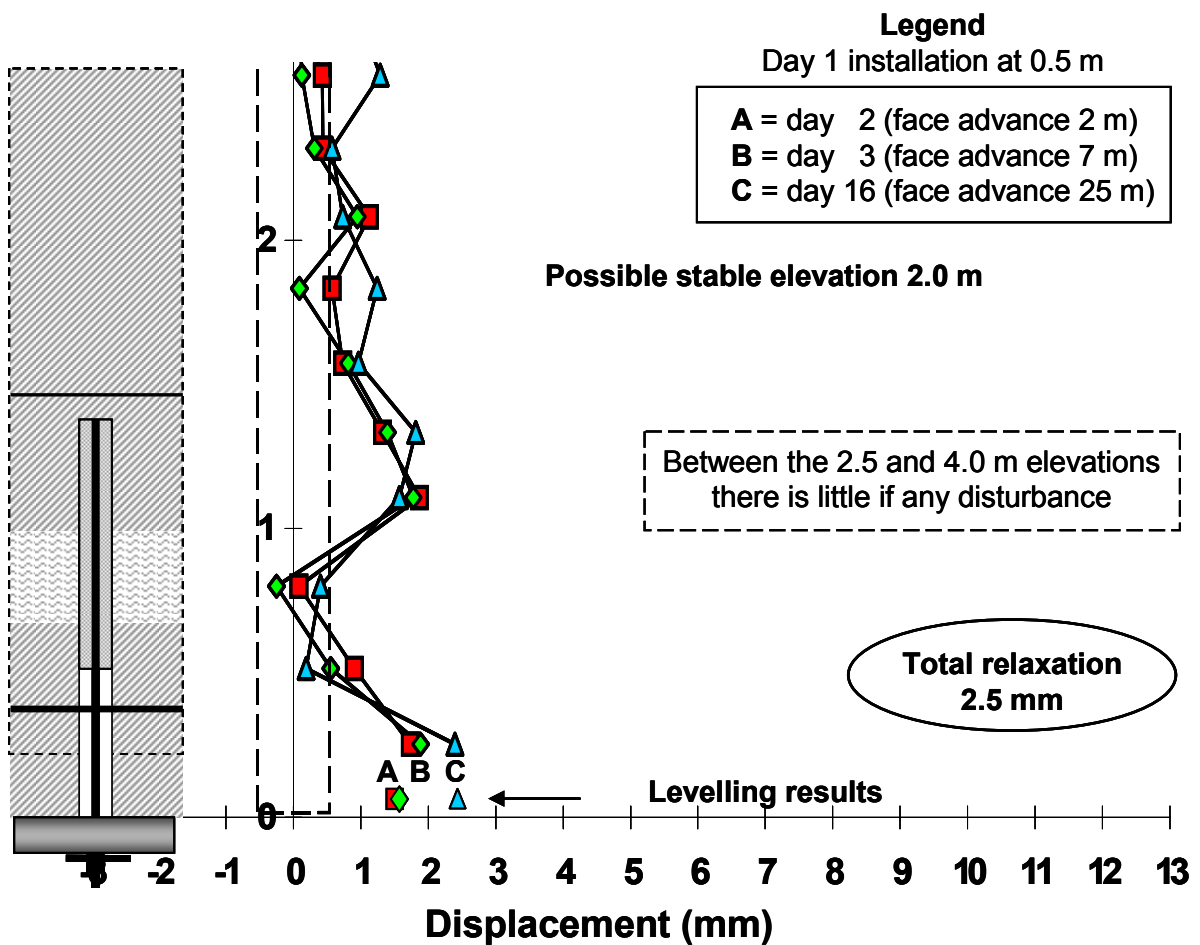 Legend
Day 1 installation at 0.5 m
A = day 2 (face advance 2 m)
B = day 3 (face advance 7 m)
C = day 16 (face advance 25 m)
2
Possible stable elevation 2.0 m
Between the 2.5 and 4.0 m elevations
there is little if any disturbance
1
Total relaxation
2.5 mm
A B C
Levelling results
0
-2 -1 0 1 2 3 4 5 6 7 8 9 10 11 12 13
Displacement (mm)